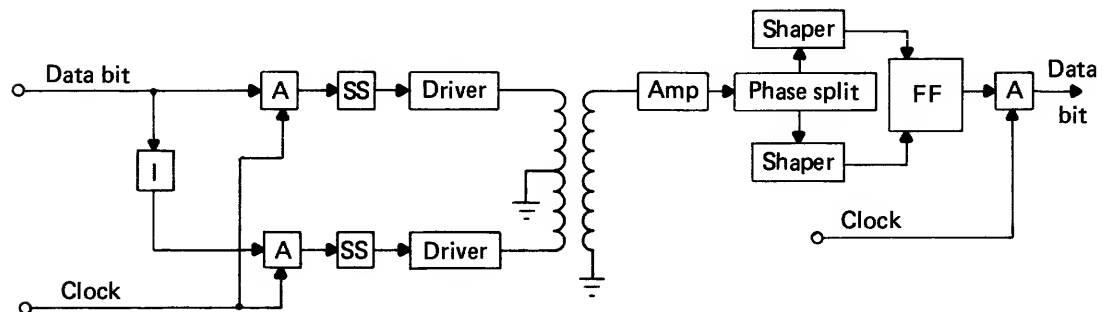 Data bit
A
SS
Driver
I
A
SS
Driver
Clock
Amp
Phase split
Shaper
Shaper
FF
A
Data
bit
Clock